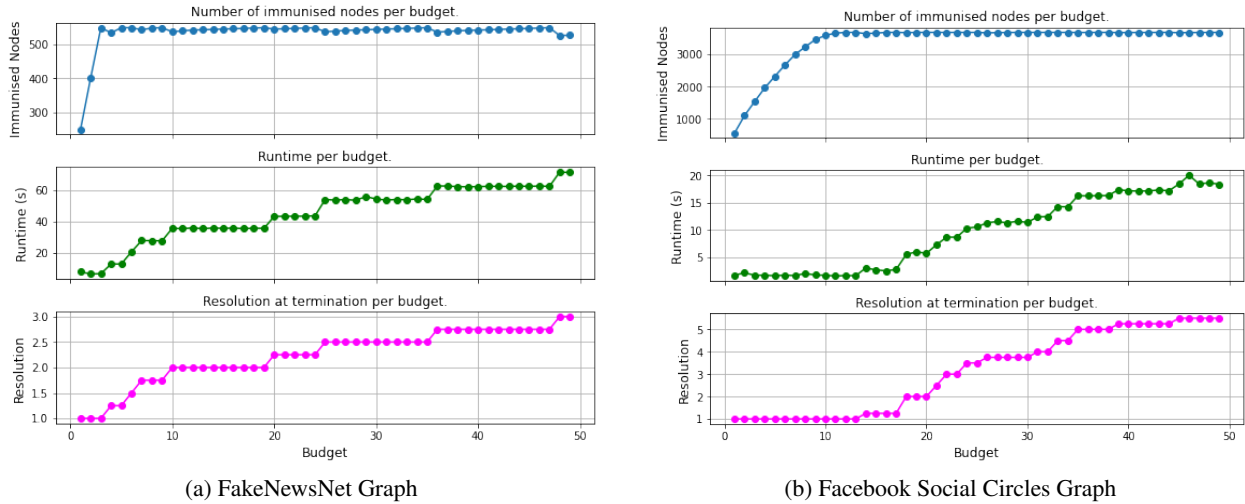 Number of immunised nodes per budget.
Immunised Nodes
500
400
300
Runtime per budget.
Runtime (s)
60
40
20
Resolution at termination per budget.
Resolution
3.0
2.5
2.0
1.5
1.0
0 10 20 30 40 50
Budget
(a) FakeNewsNet Graph
Number of immunised nodes per budget.
Immunised Nodes
3000
2000
1000
Runtime per budget.
Runtime (s)
20
15
10
5
Resolution at termination per budget.
Resolution
5
4
3
2
1
0 10 20 30 40 50
Budget
(b) Facebook Social Circles Graph